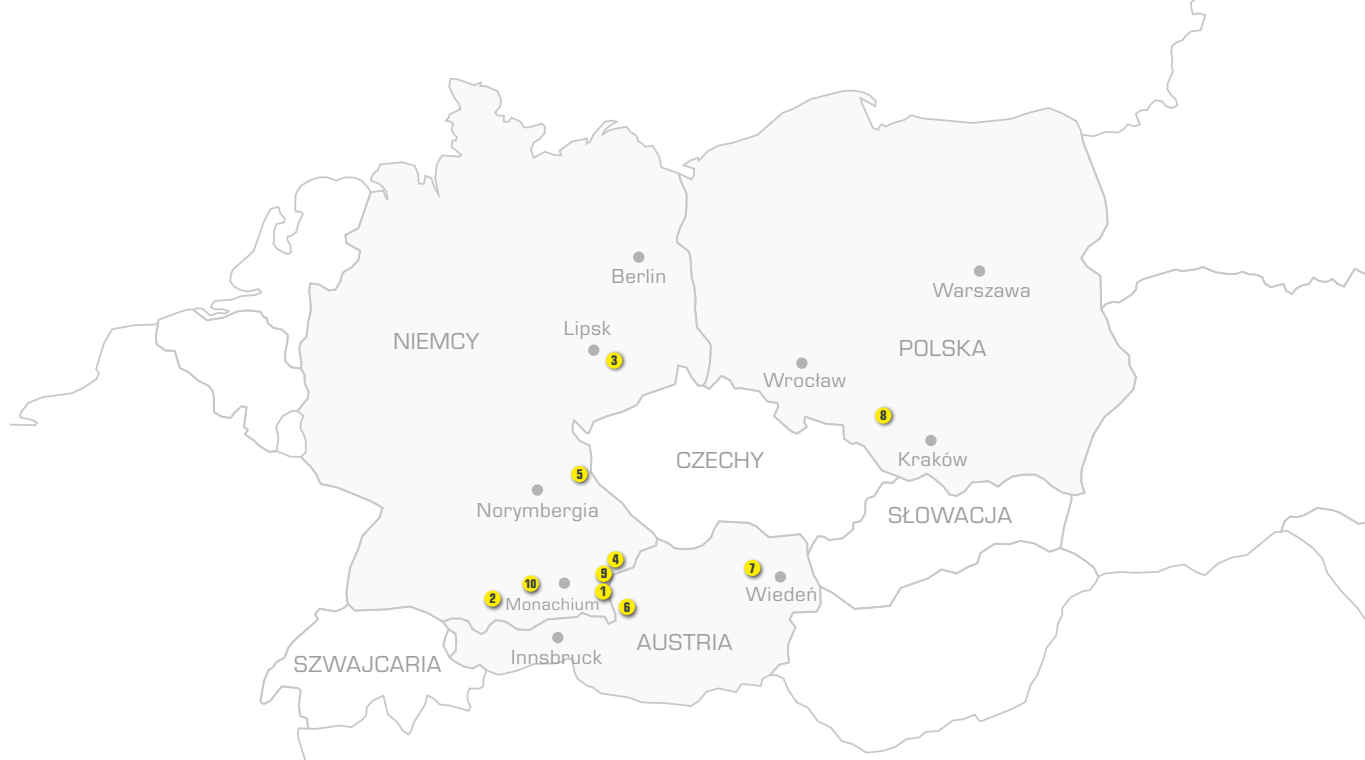 Berlin
Warszawa
Lipsk
NIEMCY
POLSKA
3
Wrocław
8
Kraków
CZECHY
5
Norymbergia
SŁOWACJA
4
7
9
10
2
Monachium
1
Wiedeń
6
AUSTRIA
Innsbruck
SZWAJCARIA